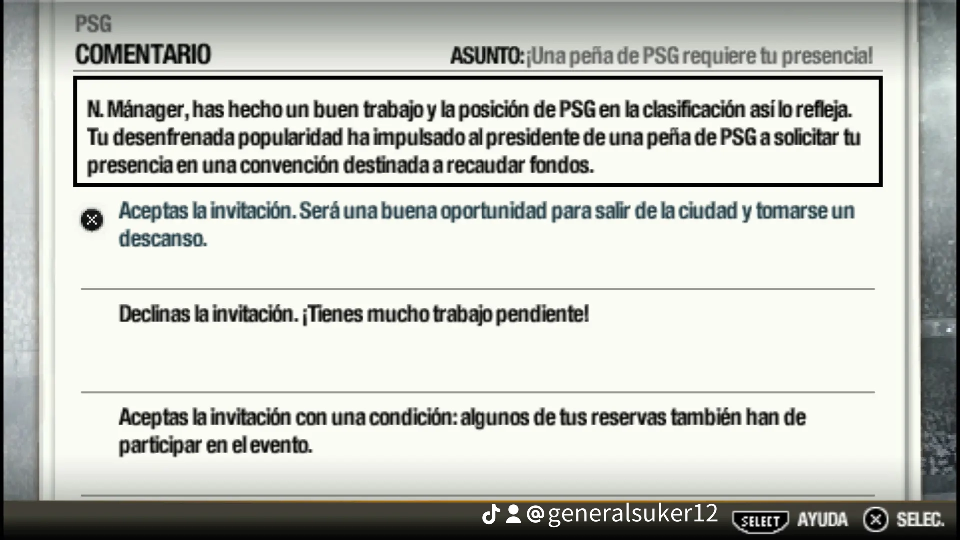 PSG
COMENTARIO
ASUNTO: ¡Una peña de PSG requiere tu presencia!
N. Mánager, has hecho un buen trabajo y la posición de PSG en la clasificación así lo refleja.
Tu desenfrenada popularidad ha impulsado al presidente de una peña de PSG a solicitar tu
presencia en una convención destinada a recaudar fondos.
Aceptas la invitación. Será una buena oportunidad para salir de la ciudad y tomarse un
descanso.
Declinas la invitación. ¡Tienes mucho trabajo pendiente!
Aceptas la invitación con una condición: algunos de tus reservas también han de
participar en el evento.
@generalsuker12
SELECT AYUDA
SELEC.